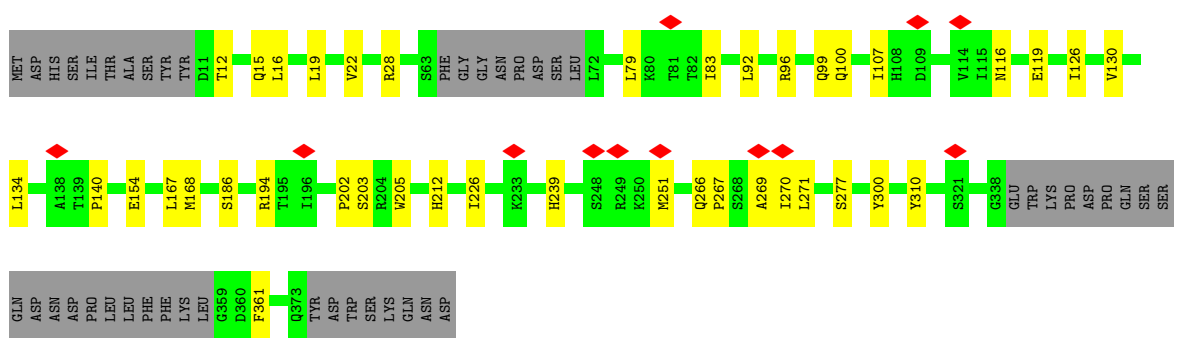 MET ASP HIS SER ILE THR ALA SER TYR TYR D11 T12 Q15 L16 L19 V22 R28 S63 PHE GLY GLY ASN PRO ASP SER LEU L72 L79 K80 T81 T82 I83 L92 R96 Q99 Q100 I107 H108 D109 V114 I115 N116 E119 I126 V130
L134 A138 T139 P140 E154 L167 M168 S186 R194 T195 I196 P202 S203 R204 W205 H212 I226 K233 H239 S248 R249 K250 M251 Q266 P267 S268 A269 I270 L271 S277 Y300 Y310 S321 G338 GLU TRP LYS PRO ASP PRO GLN SER SER
GLN ASP ASN ASP PRO LEU LEU PHE PHE LYS LEU G359 D360 F361 Q373 TYR ASP TRP SER LYS GLN ASN ASP